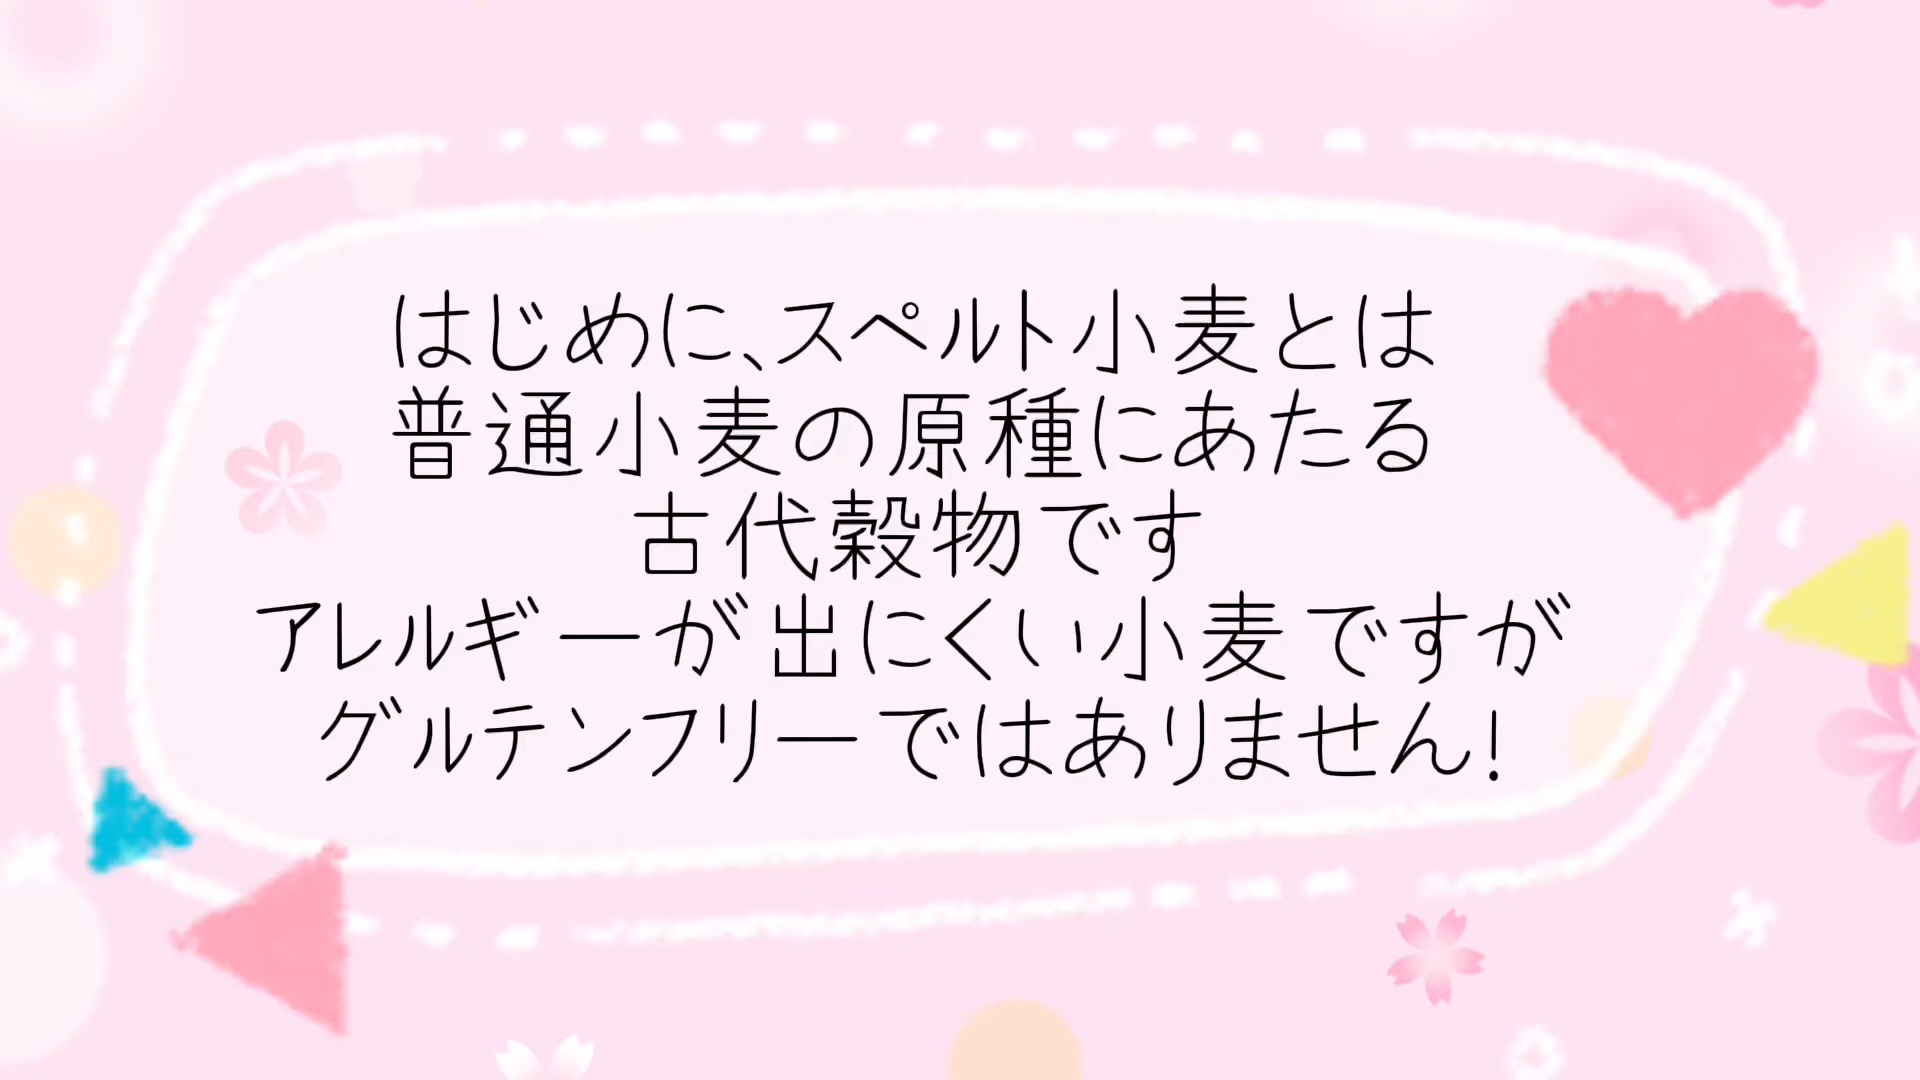 はじめに、スペルト小麦とは
普通小麦の原種にあたる
古代穀物です
アレルギーが出にくい小麦ですが
グルテンフリーではありません!